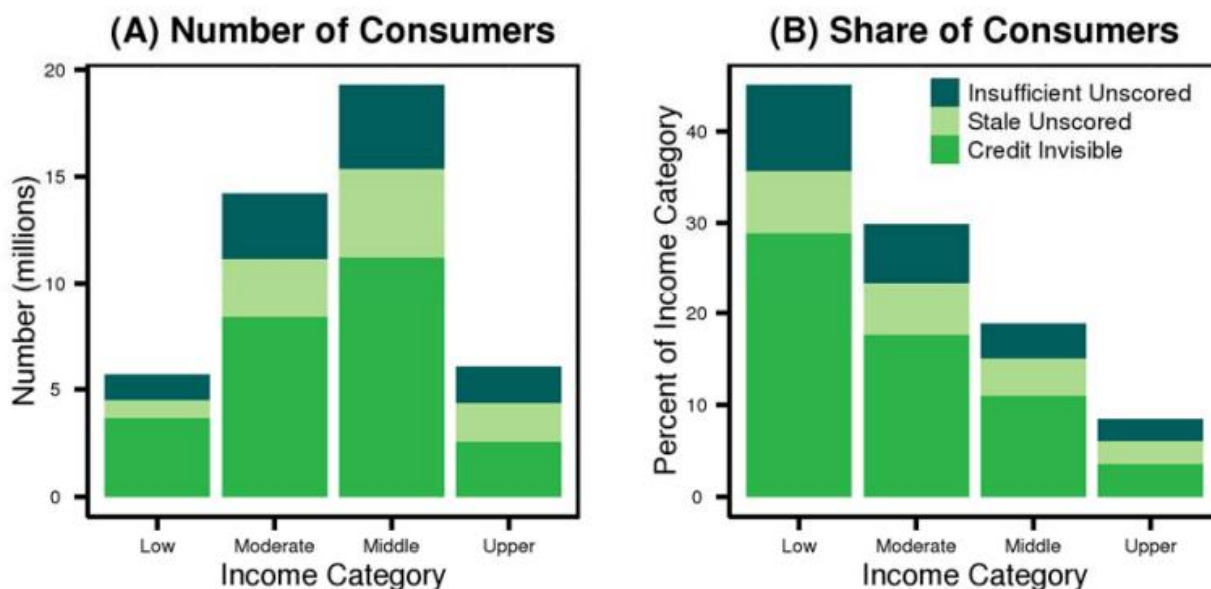 (A) Number of Consumers
Number (millions)
20
15
10
5
0
Low Moderate Middle Upper
Income Category
(B) Share of Consumers
Percent of Income Category
40
30
20
10
0
Insufficient Unscored
Stale Unscored
Credit Invisible
Low Moderate Middle Upper
Income Category